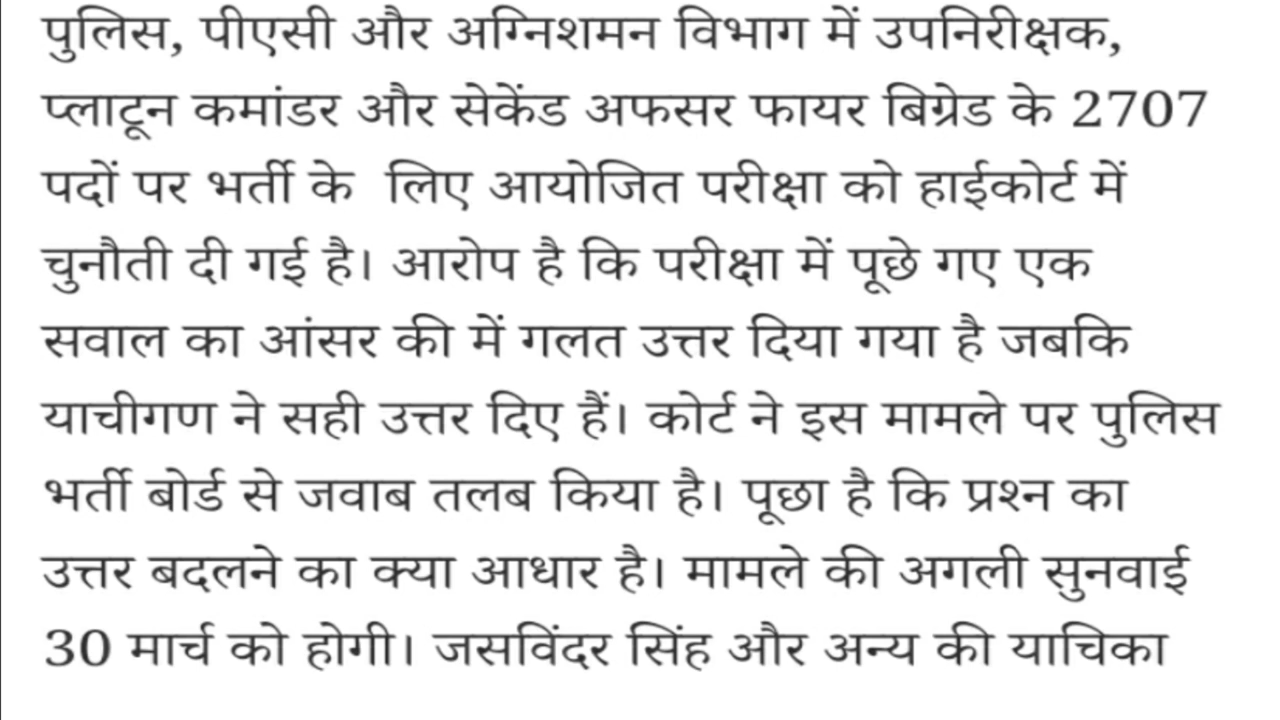 पुलिस, पीएसी और अग्निशमन विभाग में उपनिरीक्षक,
प्लाटून कमांडर और सेकेंड अफसर फायर बिग्रेड के 2707
पदों पर भर्ती के लिए आयोजित परीक्षा को हाईकोर्ट में
चुनौती दी गई है। आरोप है कि परीक्षा में पूछे गए एक
सवाल का आंसर की में गलत उत्तर दिया गया है जबकि
याचीगण ने सही उत्तर दिए हैं। कोर्ट ने इस मामले पर पुलिस
भर्ती बोर्ड से जवाब तलब किया है। पूछा है कि प्रश्न का
उत्तर बदलने का क्या आधार है। मामले की अगली सुनवाई
30 मार्च को होगी। जसविंदर सिंह और अन्य की याचिका